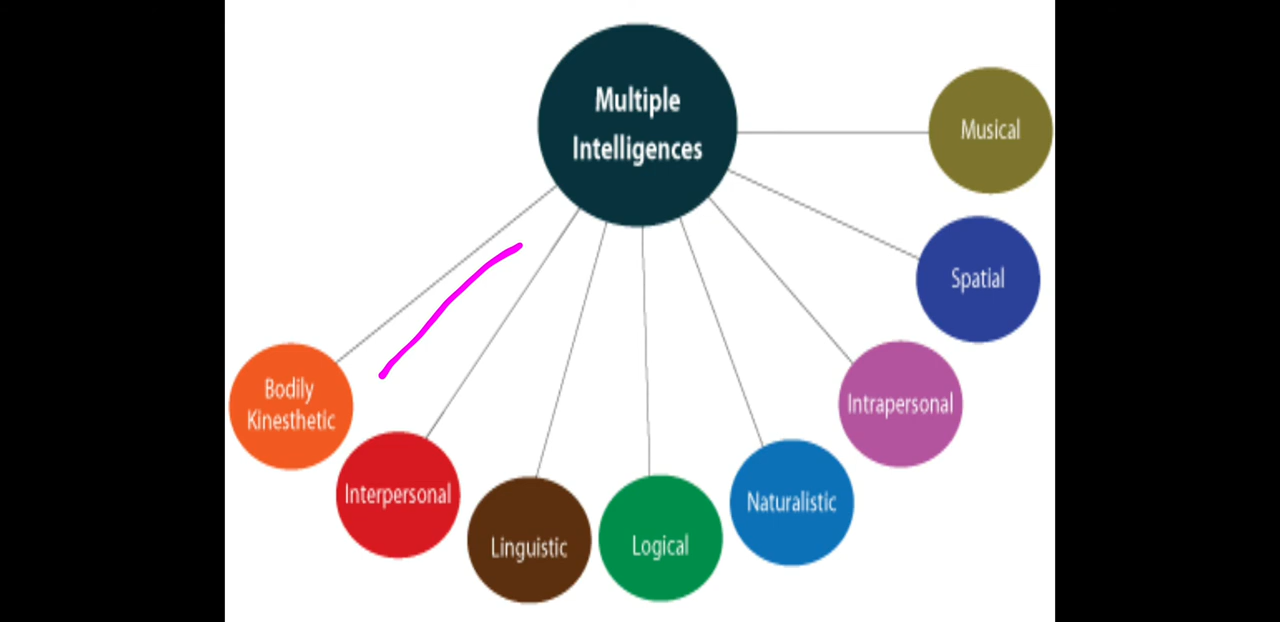 Multiple
Intelligences
Musical
Spatial
Intrapersonal
Naturalistic
Logical
Linguistic
Interpersonal
Bodily
Kinesthetic